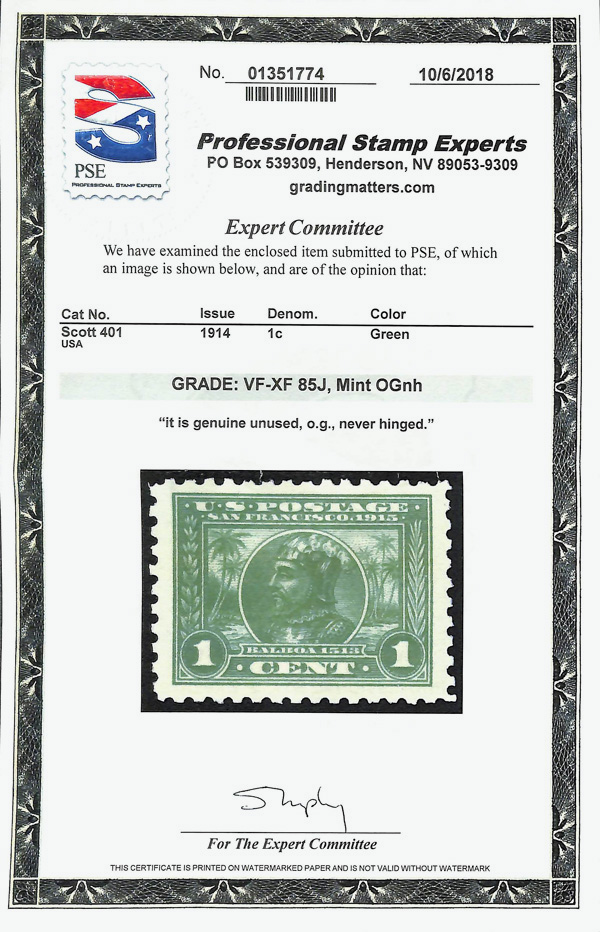 No. 01351774 10/6/2018
PSE
PROFESSIONAL STAMP EXPERTS
Professional Stamp Experts
PO Box 539309, Henderson, NV 89053-9309
gradingmatters.com
Expert Committee
We have examined the enclosed item submitted to PSE, of which
an image is shown below, and are of the opinion that:
Cat No. Issue Denom. Color
Scott 401 1914 1c Green
USA
GRADE: VF-XF 85J, Mint OGnh
“it is genuine unused, o.g., never hinged.”
U·S·POSTAGE
SAN FRANCISCO, 1915
BALBOA 1513
1 · CENT · 1
For The Expert Committee
THIS CERTIFICATE IS PRINTED ON WATERMARKED PAPER AND IS NOT VALID WITHOUT WATERMARK